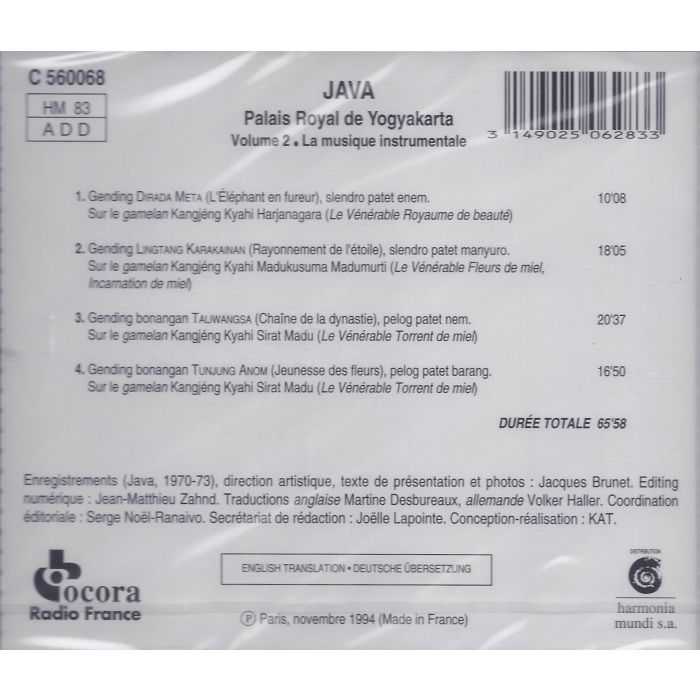 C 560068
HM 83
ADD
JAVA
Palais Royal de Yogyakarta
Volume 2 • La musique instrumentale
3 149025 062833
1. Gending DIRADA META (L'Éléphant en fureur), slendro patet enem.
10'08
Sur le gamelan Kangjéng Kyahi Harjanagara (Le Vénérable Royaume de beauté)
2. Gending LINGTANG KARAKAINAN (Rayonnement de l'étoile), slendro patet manyuro.
18'05
Sur le gamelan Kangjéng Kyahi Madukusuma Madumurti (Le Vénérable Fleurs de miel,
Incarnation de miel)
3. Gending bonangan TALIWANGSA (Chaîne de la dynastie), pelog patet nem.
20'37
Sur le gamelan Kangjéng Kyahi Sirat Madu (Le Vénérable Torrent de miel)
4. Gending bonangan TUNJUNG ANOM (Jeunesse des fleurs), pelog patet barang.
16'50
Sur le gamelan Kangjéng Kyahi Sirat Madu (Le Vénérable Torrent de miel)
DURÉE TOTALE 65'58
Enregistrements (Java, 1970-73), direction artistique, texte de présentation et photos : Jacques Brunet. Editing
numérique : Jean-Matthieu Zahnd. Traductions anglaise Martine Desbureaux, allemande Volker Haller. Coordination
éditoriale : Serge Noël-Ranaivo. Secrétariat de rédaction : Joëlle Lapointe. Conception-réalisation : KAT.
ocora
Radio France
ENGLISH TRANSLATION • DEUTSCHE ÜBERSETZUNG
℗ Paris, novembre 1994 (Made in France)
DISTRIBUTION
harmonia
mundi s.a.